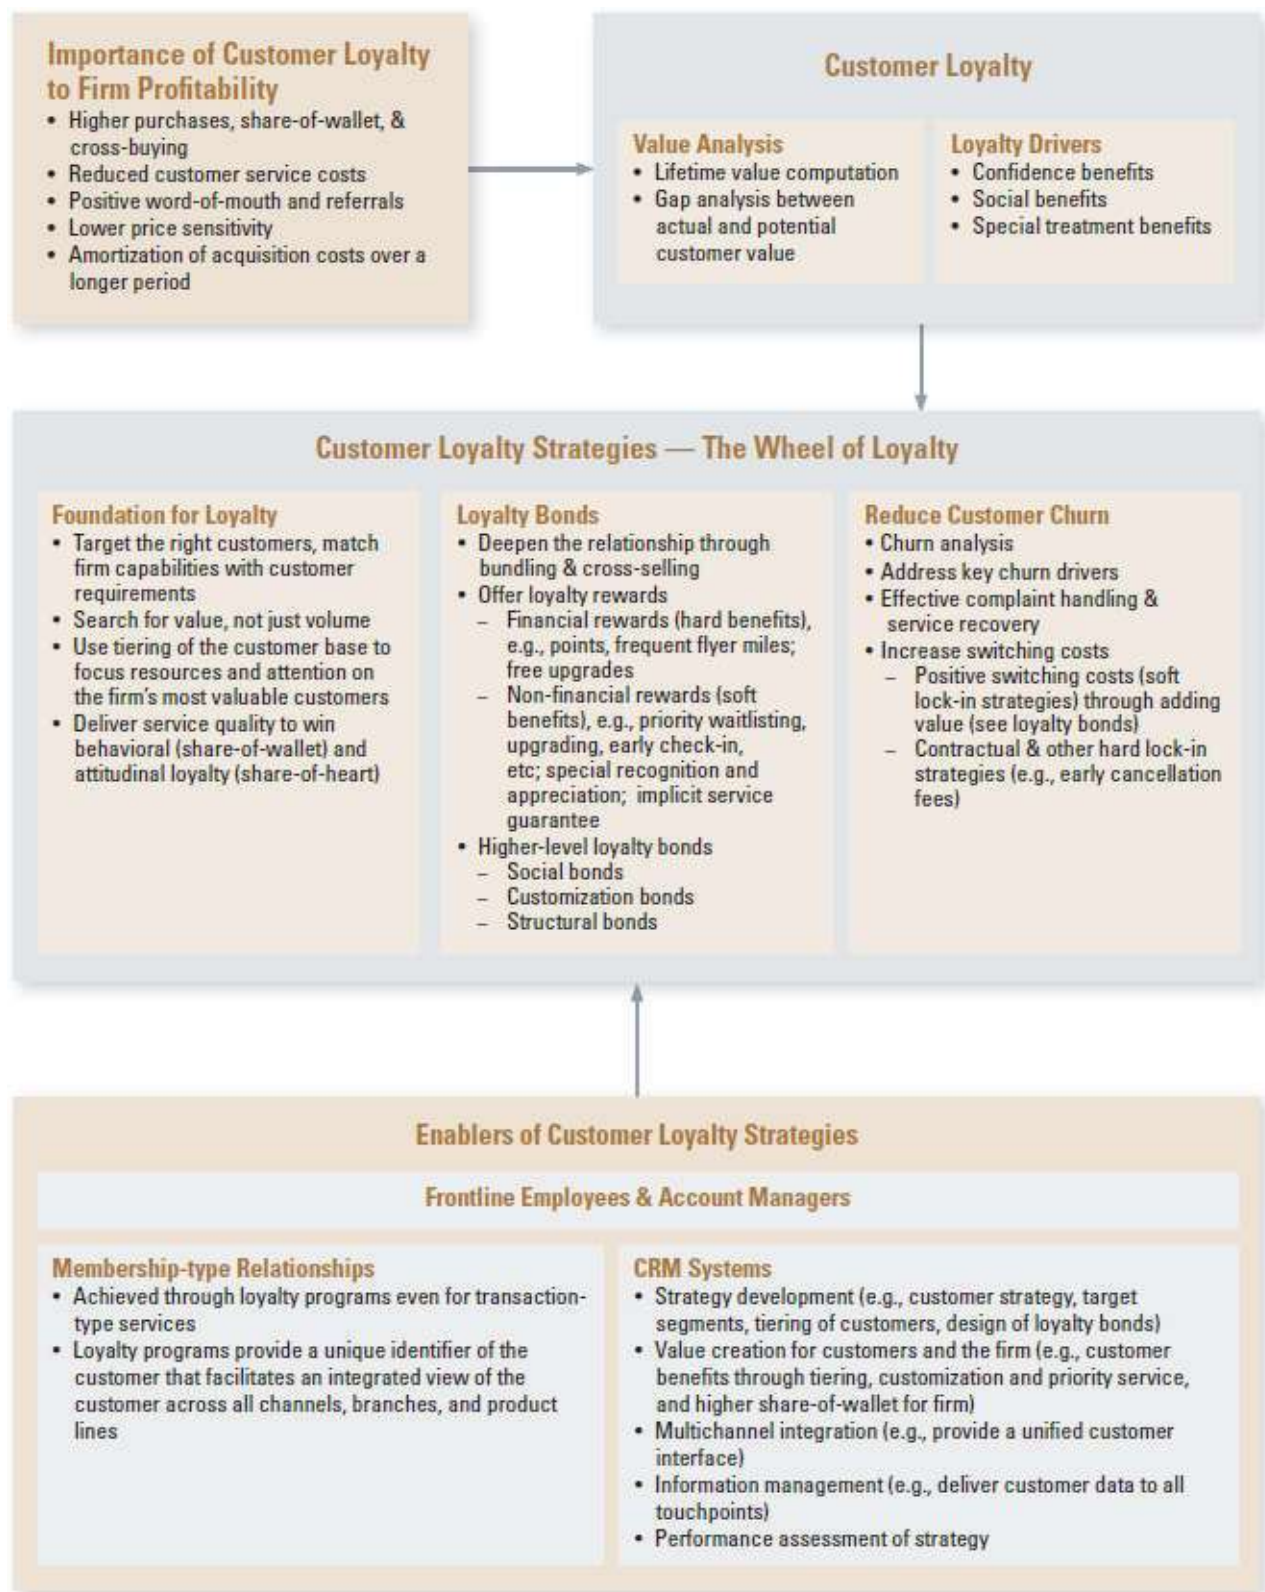 Importance of Customer Loyalty
to Firm Profitability
• Higher purchases, share-of-wallet, &
cross-buying
• Reduced customer service costs
• Positive word-of-mouth and referrals
• Lower price sensitivity
• Amortization of acquisition costs over a
longer period
Customer Loyalty
Value Analysis
• Lifetime value computation
• Gap analysis between
actual and potential
customer value
Loyalty Drivers
• Confidence benefits
• Social benefits
• Special treatment benefits
Customer Loyalty Strategies — The Wheel of Loyalty
Foundation for Loyalty
• Target the right customers, match
firm capabilities with customer
requirements
• Search for value, not just volume
• Use tiering of the customer base to
focus resources and attention on
the firm's most valuable customers
• Deliver service quality to win
behavioral (share-of-wallet) and
attitudinal loyalty (share-of-heart)
Loyalty Bonds
• Deepen the relationship through
bundling & cross-selling
• Offer loyalty rewards
– Financial rewards (hard benefits),
e.g., points, frequent flyer miles;
free upgrades
– Non-financial rewards (soft
benefits), e.g., priority waitlisting,
upgrading, early check-in,
etc; special recognition and
appreciation; implicit service
guarantee
• Higher-level loyalty bonds
– Social bonds
– Customization bonds
– Structural bonds
Reduce Customer Churn
• Churn analysis
• Address key churn drivers
• Effective complaint handling &
service recovery
• Increase switching costs
– Positive switching costs (soft
lock-in strategies) through adding
value (see loyalty bonds)
– Contractual & other hard lock-in
strategies (e.g., early cancellation
fees)
Enablers of Customer Loyalty Strategies
Frontline Employees & Account Managers
Membership-type Relationships
• Achieved through loyalty programs even for transaction-
type services
• Loyalty programs provide a unique identifier of the
customer that facilitates an integrated view of the
customer across all channels, branches, and product
lines
CRM Systems
• Strategy development (e.g., customer strategy, target
segments, tiering of customers, design of loyalty bonds)
• Value creation for customers and the firm (e.g., customer
benefits through tiering, customization and priority service,
and higher share-of-wallet for firm)
• Multichannel integration (e.g., provide a unified customer
interface)
• Information management (e.g., deliver customer data to all
touchpoints)
• Performance assessment of strategy